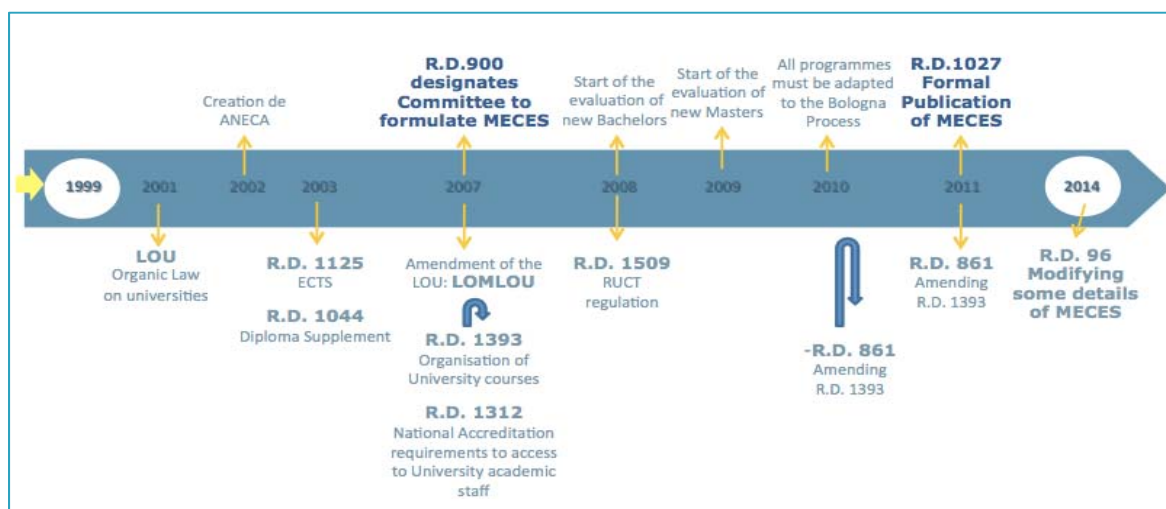 Creation de
ANECA
R.D.900
designates
Committee to
formulate MECES
Start of the
evaluation of
new Bachelors
Start of the
evaluation of
new Masters
All programmes
must be adapted
to the Bologna
Process
R.D.1027
Formal
Publication
of MECES
1999
2001
2002
2003
2007
2008
2009
2010
2011
2014
LOU
Organic Law
on universities
R.D. 1125
ECTS
R.D. 1044
Diploma Supplement
Amendment of the
LOU: LOMLOU
R.D. 1393
Organisation of
University courses
R.D. 1312
National Accreditation
requirements to access
to University academic
staff
R.D. 1509
RUCT
regulation
-R.D. 861
Amending
R.D. 1393
R.D. 861
Amending
R.D. 1393
R.D. 96
Modifying
some details
of MECES